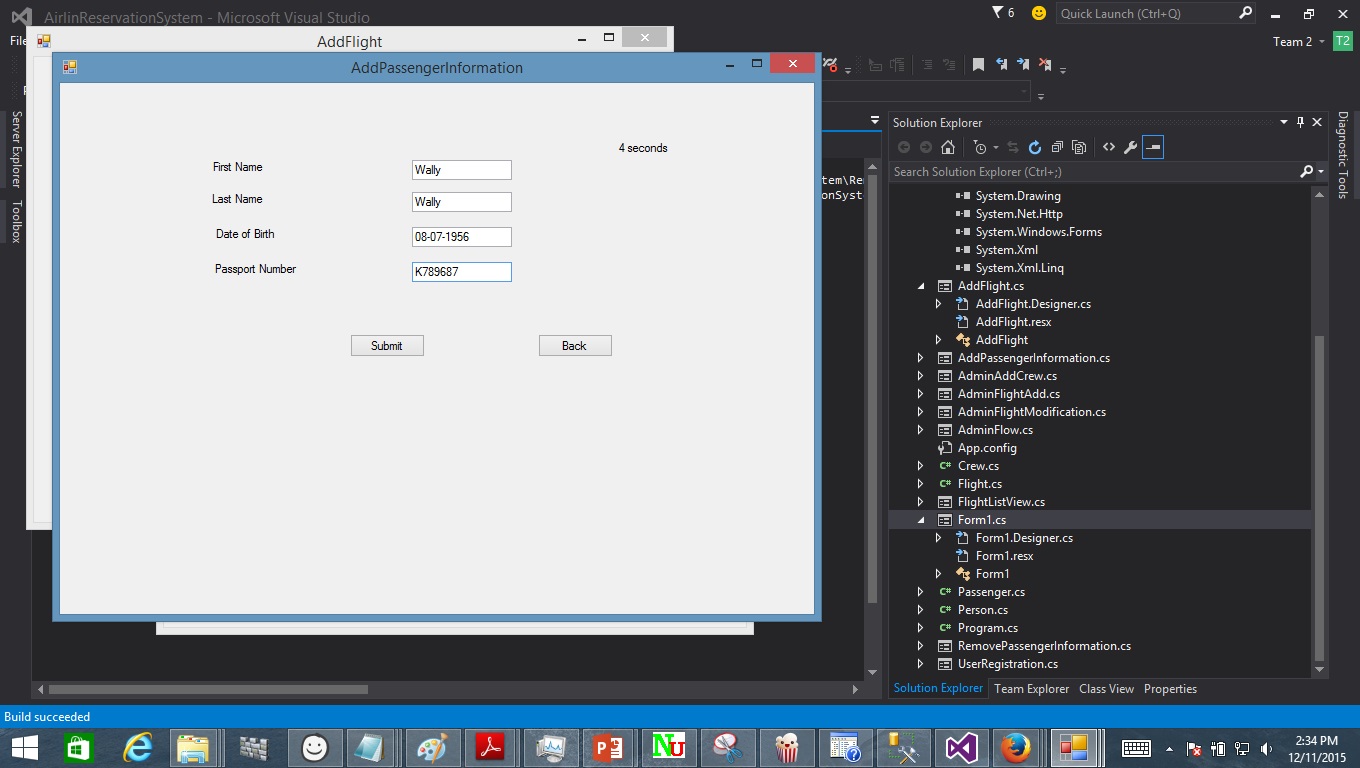 AirlinReservationSystem - Microsoft Visual Studio
6
Quick Launch (Ctrl+Q)
File
AddFlight
Team 2
T2
AddPassengerInformation
Server Explorer
Toolbox
4 seconds
First Name
Wally
Last Name
Wally
Date of Birth
08-07-1956
Passport Number
K789687
Submit
Back
Solution Explorer
Search Solution Explorer (Ctrl+;)
System.Drawing
System.Net.Http
System.Windows.Forms
System.Xml
System.Xml.Linq
AddFlight.cs
AddFlight.Designer.cs
AddFlight.resx
AddFlight
AddPassengerInformation.cs
AdminAddCrew.cs
AdminFlightAdd.cs
AdminFlightModification.cs
AdminFlow.cs
App.config
C# Crew.cs
C# Flight.cs
FlightListView.cs
Form1.cs
Form1.Designer.cs
Form1.resx
Form1
C# Passenger.cs
C# Person.cs
C# Program.cs
RemovePassengerInformation.cs
UserRegistration.cs
Solution Explorer Team Explorer Class View Properties
Diagnostic Tools
tem\Re
onSyst
Build succeeded
Nu
2:34 PM
12/11/2015